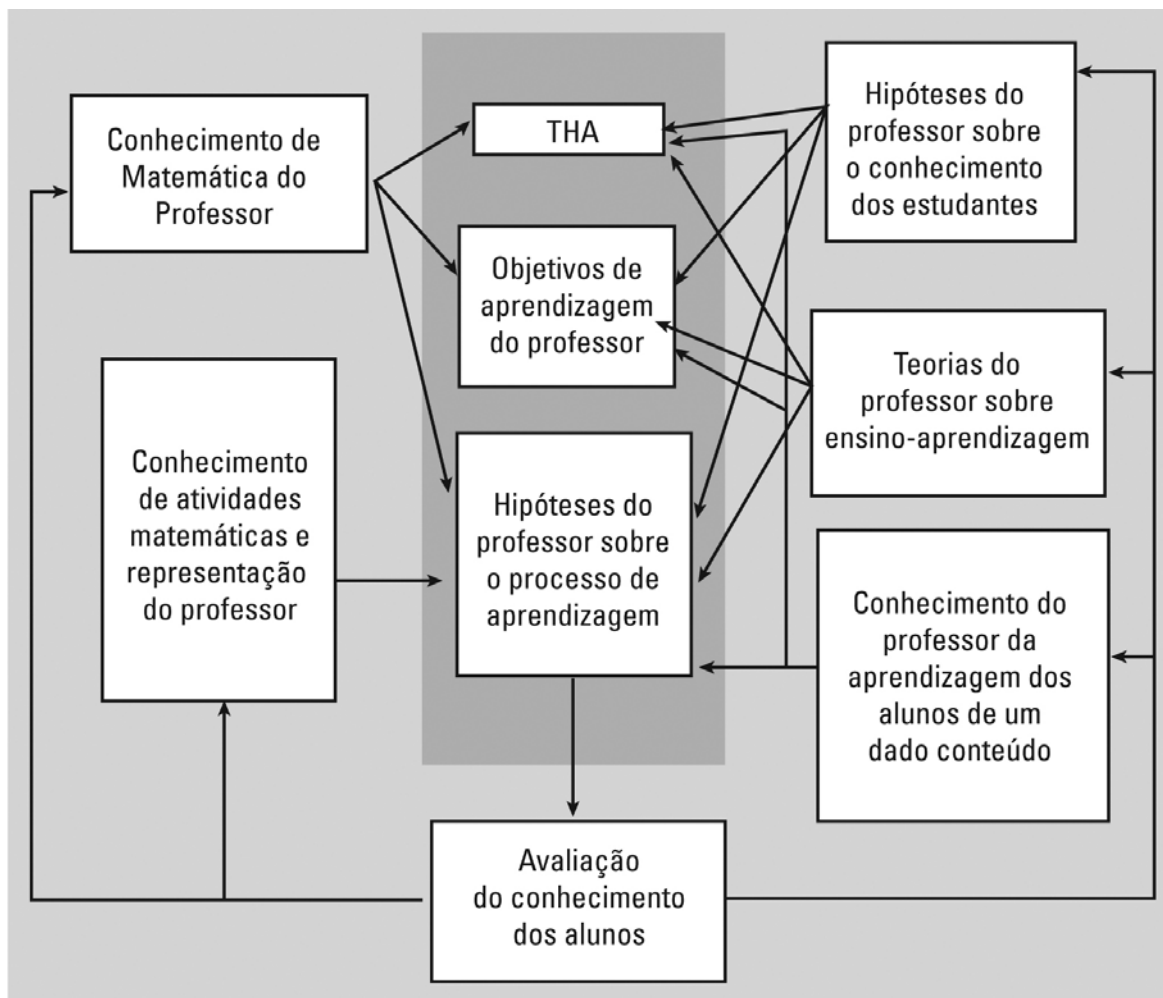 Conhecimento de
Matemática do
Professor
THA
Hipóteses do
professor sobre
o conhecimento
dos estudantes
Objetivos de
aprendizagem
do professor
Teorias do
professor sobre
ensino-aprendizagem
Conhecimento
de atividades
matemáticas e
representação
do professor
Hipóteses do
professor sobre
o processo de
aprendizagem
Conhecimento do
professor da
aprendizagem dos
alunos de um
dado conteúdo
Avaliação
do conhecimento
dos alunos